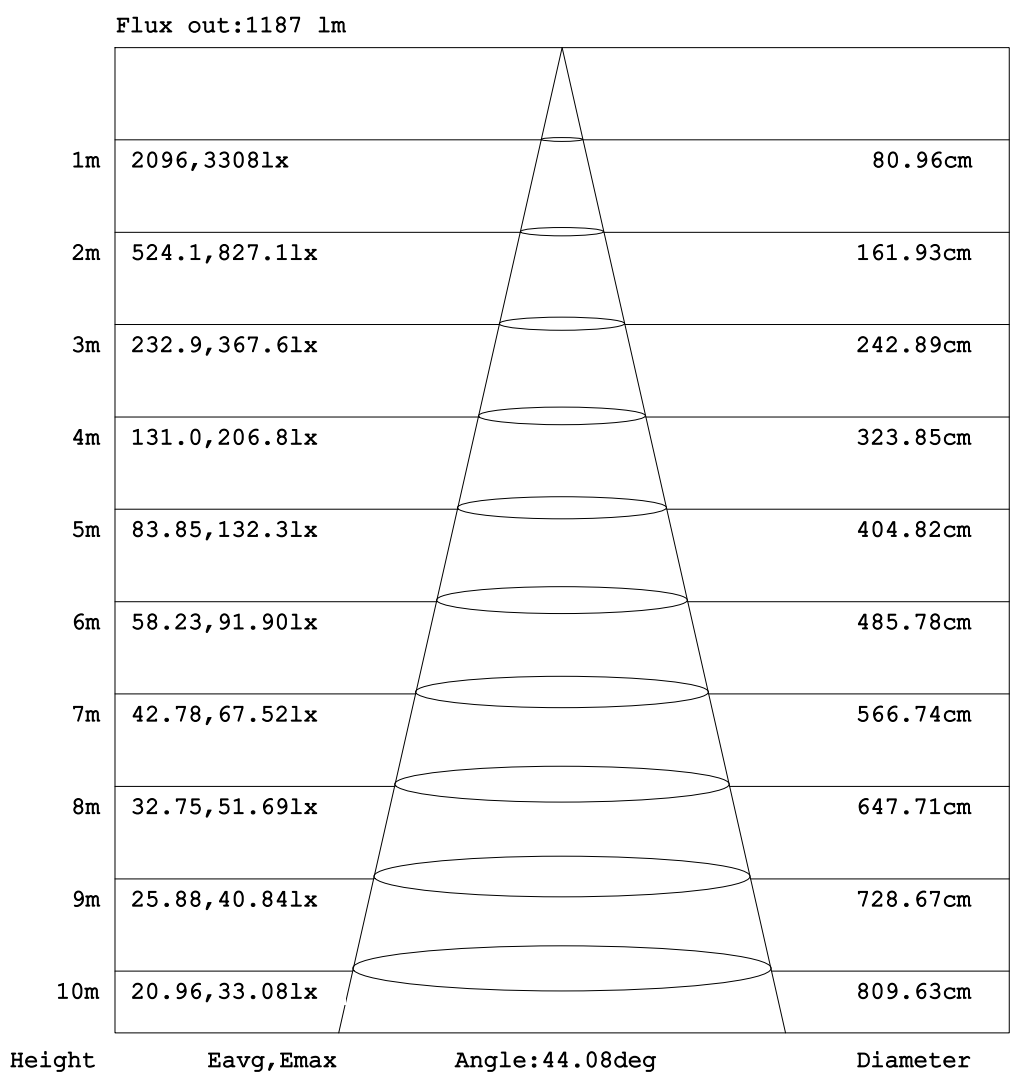 Flux out:1187 lm
1m 2096,3308lx 80.96cm
2m 524.1,827.1lx 161.93cm
3m 232.9,367.6lx 242.89cm
4m 131.0,206.8lx 323.85cm
5m 83.85,132.3lx 404.82cm
6m 58.23,91.90lx 485.78cm
7m 42.78,67.52lx 566.74cm
8m 32.75,51.69lx 647.71cm
9m 25.88,40.84lx 728.67cm
10m 20.96,33.08lx 809.63cm
Height Eavg,Emax Angle:44.08deg Diameter